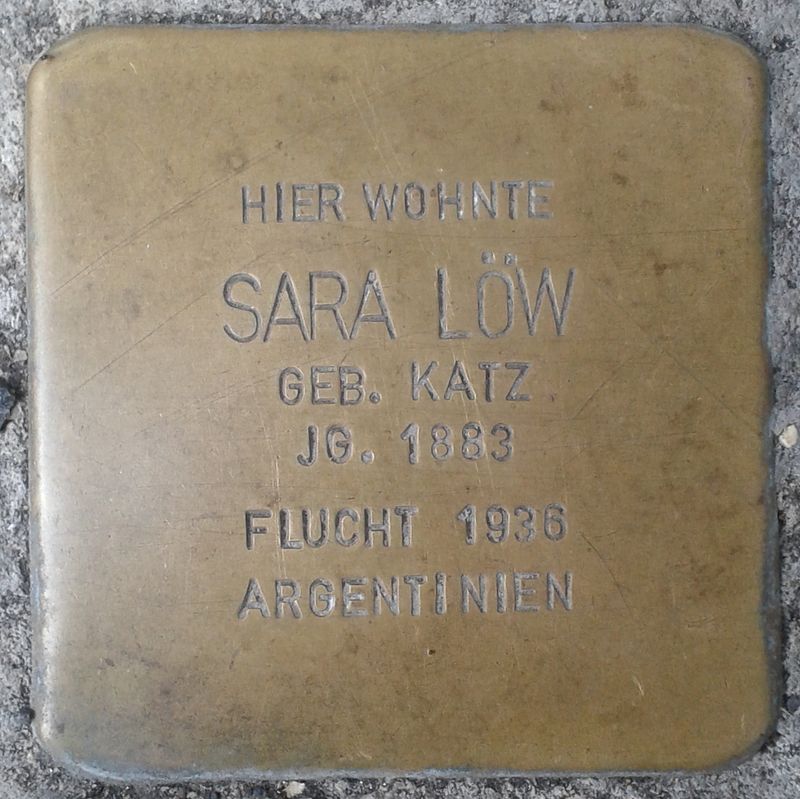 HIER WOHNTE
SARA LÖW
GEB. KATZ
JG. 1883
FLUCHT 1936
ARGENTINIEN